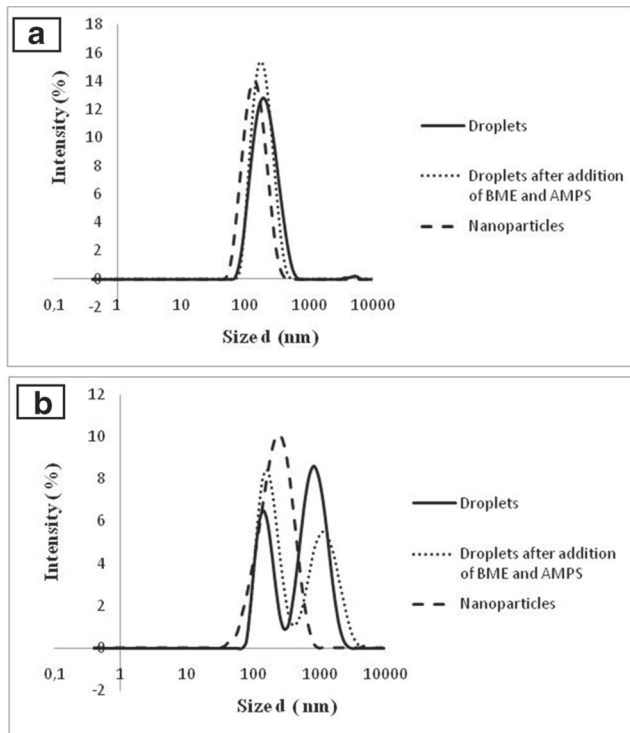 a
18
16
14
12
10
8
6
4
2
0
-2
Intensity (%)
0,1 1 10 100 1000 10000
Size d (nm)
Droplets
Droplets after addition
of BME and AMPS
Nanoparticles
b
12
10
8
6
4
2
0
-2
Intensity (%)
0,1 1 10 100 1000 10000
Size d (nm)
Droplets
Droplets after addition
of BME and AMPS
Nanoparticles